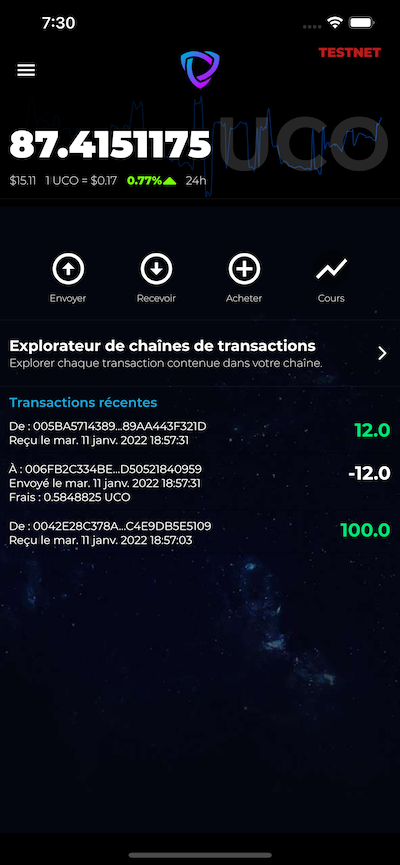 7:30
TESTNET
87.4151175
UCO
$15.11 1 UCO = $0.17 0.77% 24h
Envoyer
Recevoir
Acheter
Cours
Explorateur de chaînes de transactions
Explorer chaque transaction contenue dans votre chaîne.
Transactions récentes
De : 005BA5714389...89AA443F321D
Reçu le mar. 11 janv. 2022 18:57:31
12.0
À : 006FB2C334BE...D50521840959
Envoyé le mar. 11 janv. 2022 18:57:31
Frais : 0.5848825 UCO
-12.0
De : 0042E28C378A...C4E9DB5E5109
Reçu le mar. 11 janv. 2022 18:57:03
100.0